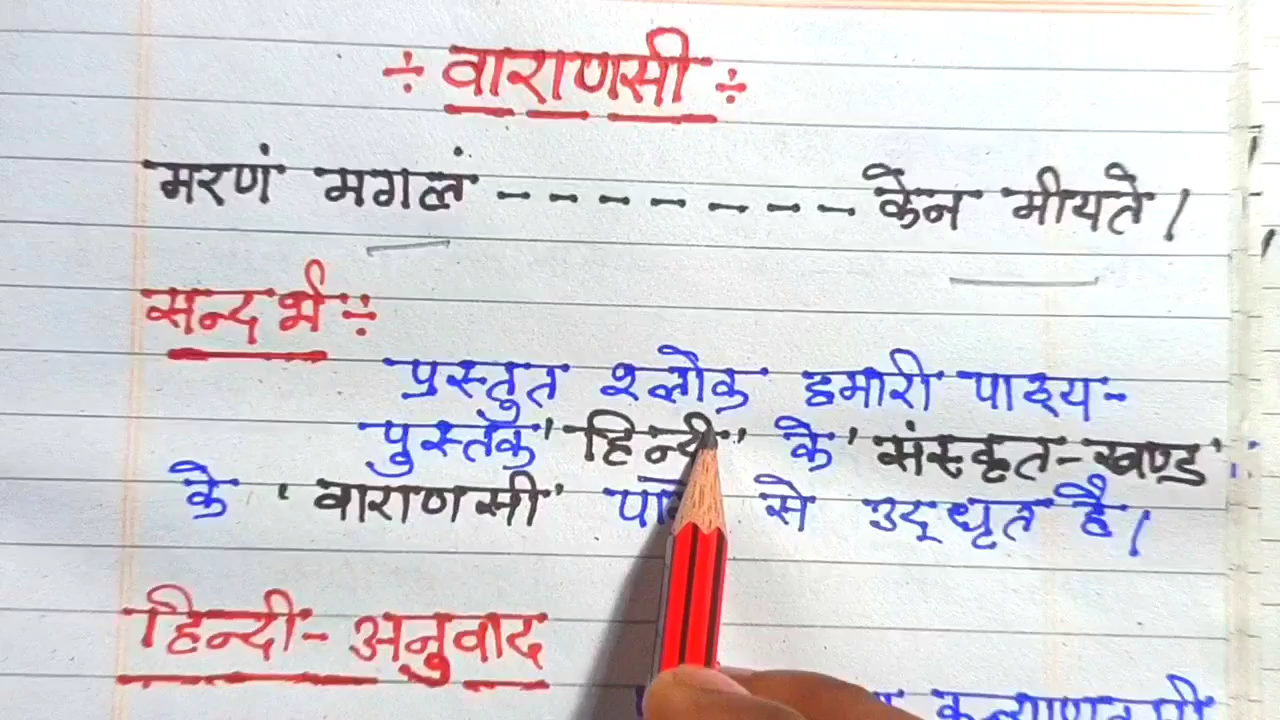 ÷ वाराणसी ÷
मरणं मगलं - - - - - - - - केन मीयते।
सन्दर्भ ÷
प्रस्तुत श्लोक हमारी पाठ्य-
पुस्तक 'हिन्दी' के 'संस्कृत-खण्ड'
के 'वाराणसी' से उद्धृत है।
हिन्दी-अनुवाद